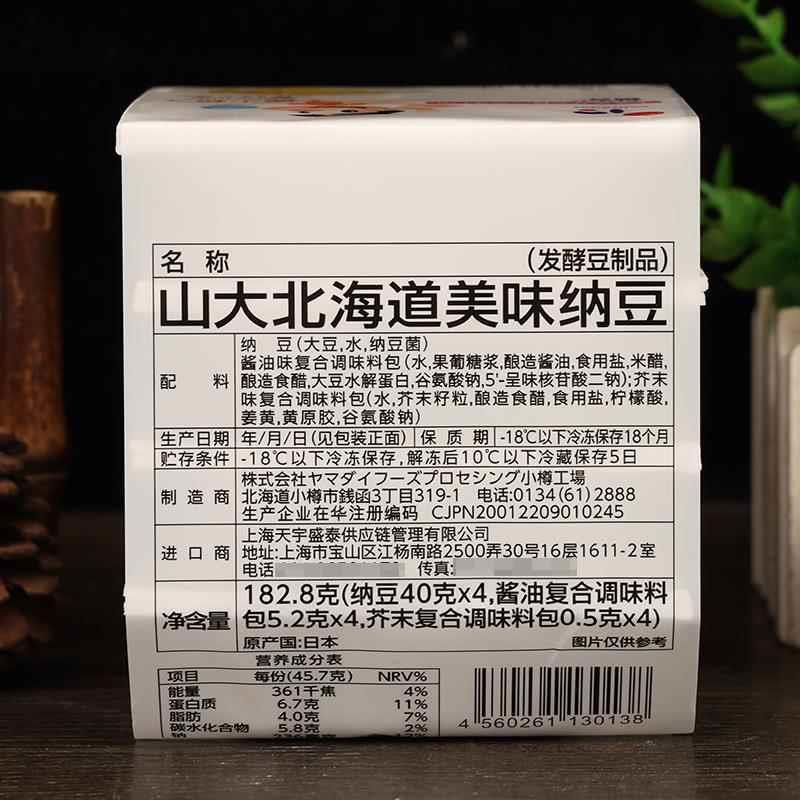 名 称 (发酵豆制品)
山大北海道美味纳豆
配 料
纳 豆(大豆,水,纳豆菌)
酱油味复合调味料包(水,果葡糖浆,酿造酱油,食用盐,米醋,
酿造食醋,大豆水解蛋白,谷氨酸钠,5'-呈味核苷酸二钠);芥末
味复合调味料包(水,芥末籽粒,酿造食醋,食用盐,柠檬酸,
姜黄,黄原胶,谷氨酸钠)
生产日期 年/月/日(见包装正面) 保 质 期 -18℃以下冷冻保存18个月
贮存条件 -18℃以下冷冻保存,解冻后10℃以下冷藏保存5日
制 造 商
株式会社ヤマダイフーズプロセシング小樽工場
北海道小樽市銭函3丁目319-1 电话:0134(61)2888
生产企业在华注册编码 CJPN20012209010245
进 口 商
上海天宇盛泰供应链管理有限公司
地址:上海市宝山区江杨南路2500弄30号16层1611-2室
电话 传真:
净含量
182.8克(纳豆40克x4,酱油复合调味料
包5.2克x4,芥末复合调味料包0.5克x4)
原产国:日本 图片仅供参考
营养成分表
项目 每份(45.7克) NRV%
能量 361千焦 4%
蛋白质 6.7克 11%
脂肪 4.0克 7%
碳水化合物 5.8克 2%
钠
4 560261 130138